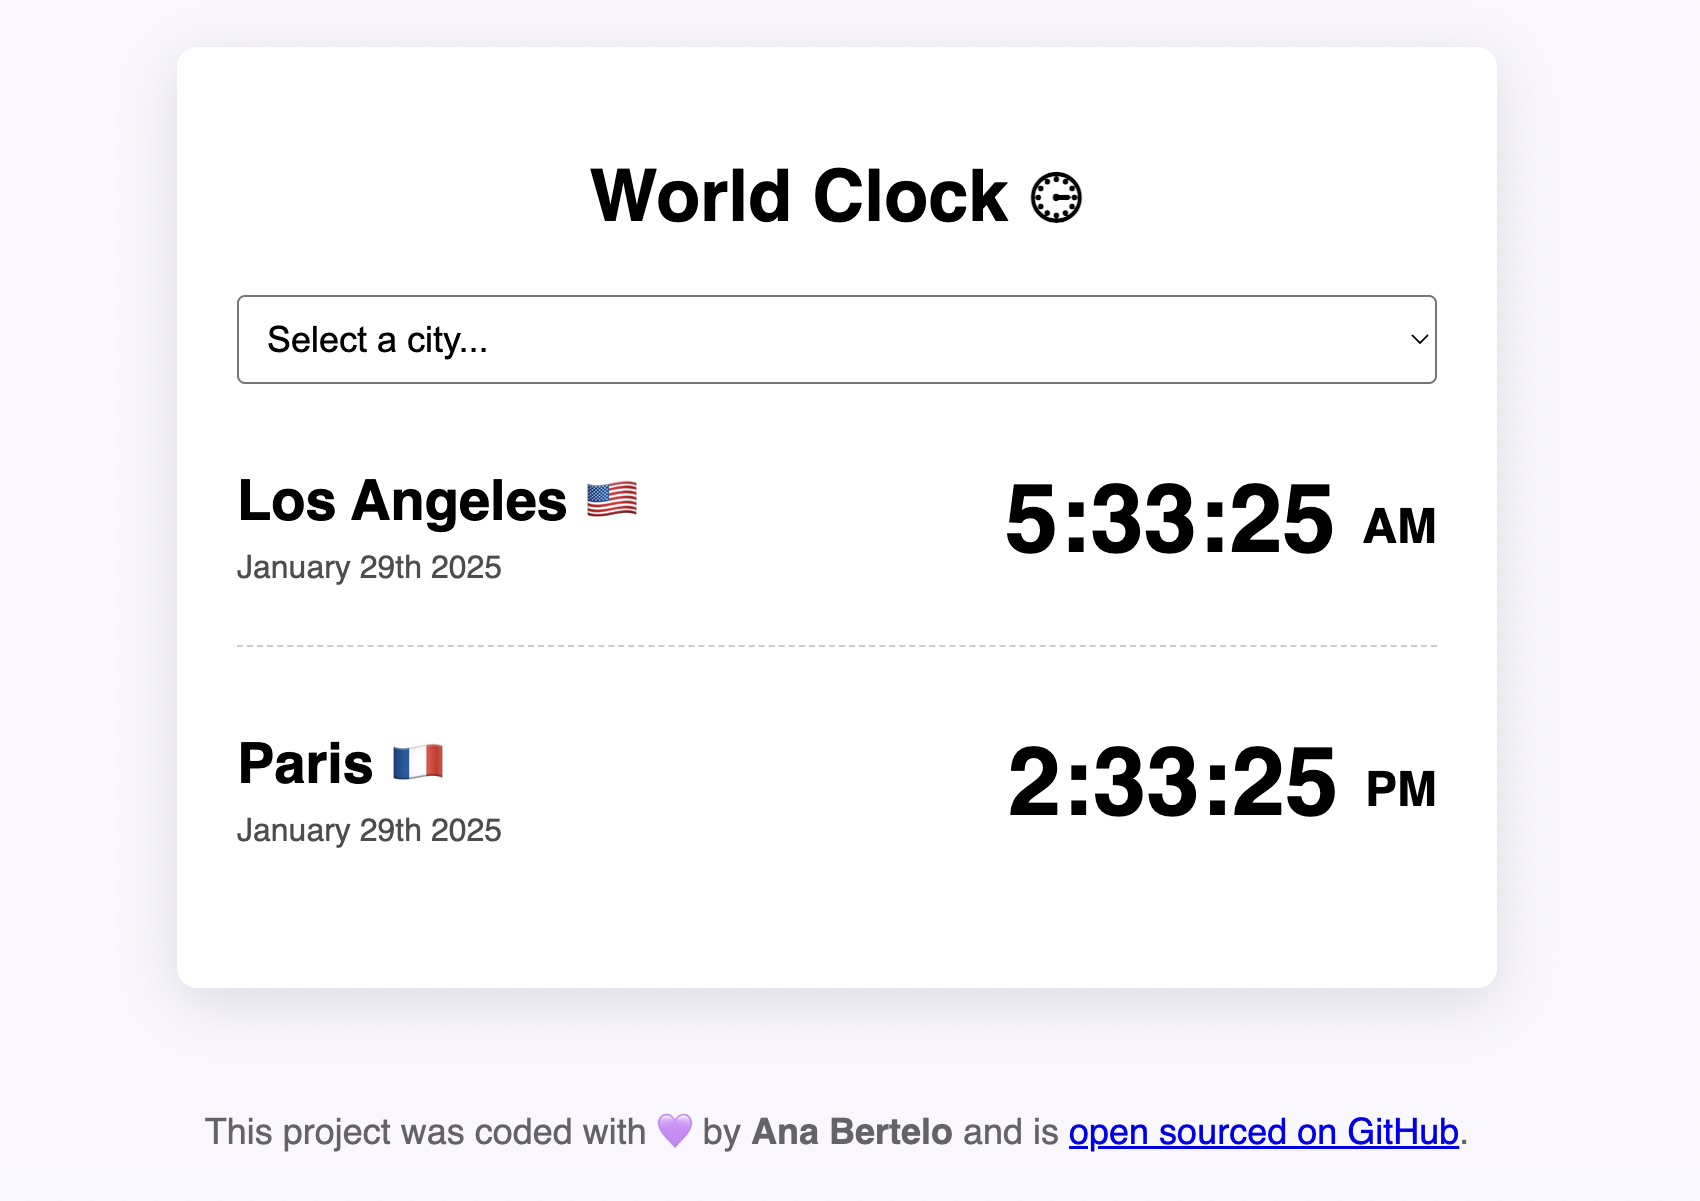 World Clock 🕒
Select a city...
Los Angeles 🇺🇸
5:33:25 AM
January 29th 2025
Paris 🇫🇷
2:33:25 PM
January 29th 2025
This project was coded with 💜 by Ana Bertelo and is open sourced on GitHub.